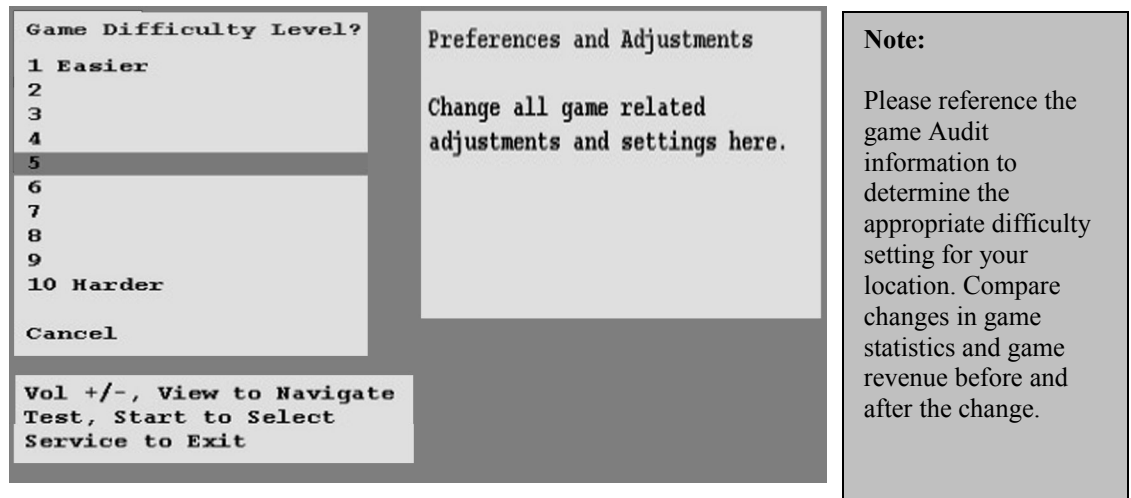 Game Difficulty Level?
1 Easier
2
3
4
5
6
7
8
9
10 Harder
Cancel
Vol +/-, View to Navigate
Test, Start to Select
Service to Exit
Preferences and Adjustments
Change all game related
adjustments and settings here.
Note:
Please reference the
game Audit
information to
determine the
appropriate difficulty
setting for your
location. Compare
changes in game
statistics and game
revenue before and
after the change.